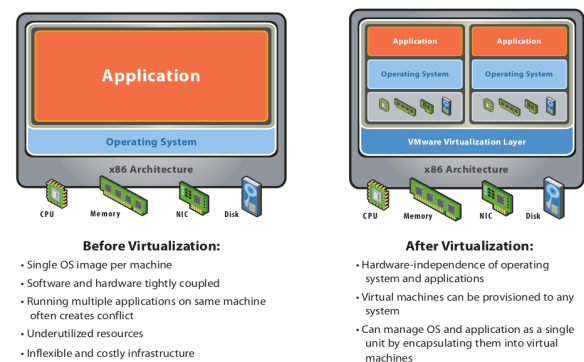 Application
Operating System
x86 Architecture
CPU
Memory
NIC
Disk
Before Virtualization:
• Single OS image per machine
• Software and hardware tightly coupled
• Running multiple applications on same machine
often creates conflict
• Underutilized resources
• Inflexible and costly infrastructure
Application
Application
Operating System
Operating System
VMware Virtualization Layer
x86 Architecture
CPU
Memory
NIC
Disk
After Virtualization:
• Hardware-independence of operating
system and applications
• Virtual machines can be provisioned to any
system
• Can manage OS and application as a single
unit by encapsulating them into virtual
machines